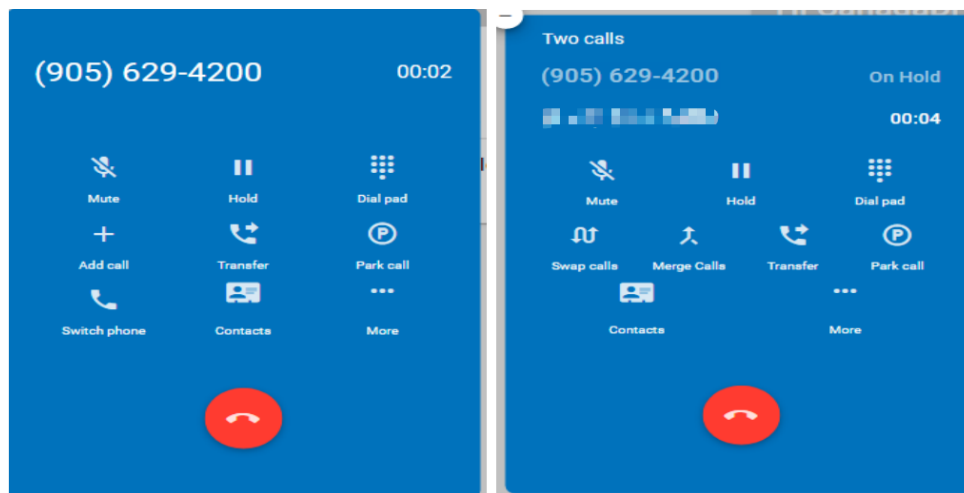 (905) 629-4200 00:02
Mute Hold Dial pad
Add call Transfer Park call
Switch phone Contacts More
Two calls
(905) 629-4200 On Hold
00:04
Mute Hold Dial pad
Swap calls Merge Calls Transfer Park call
Contacts More